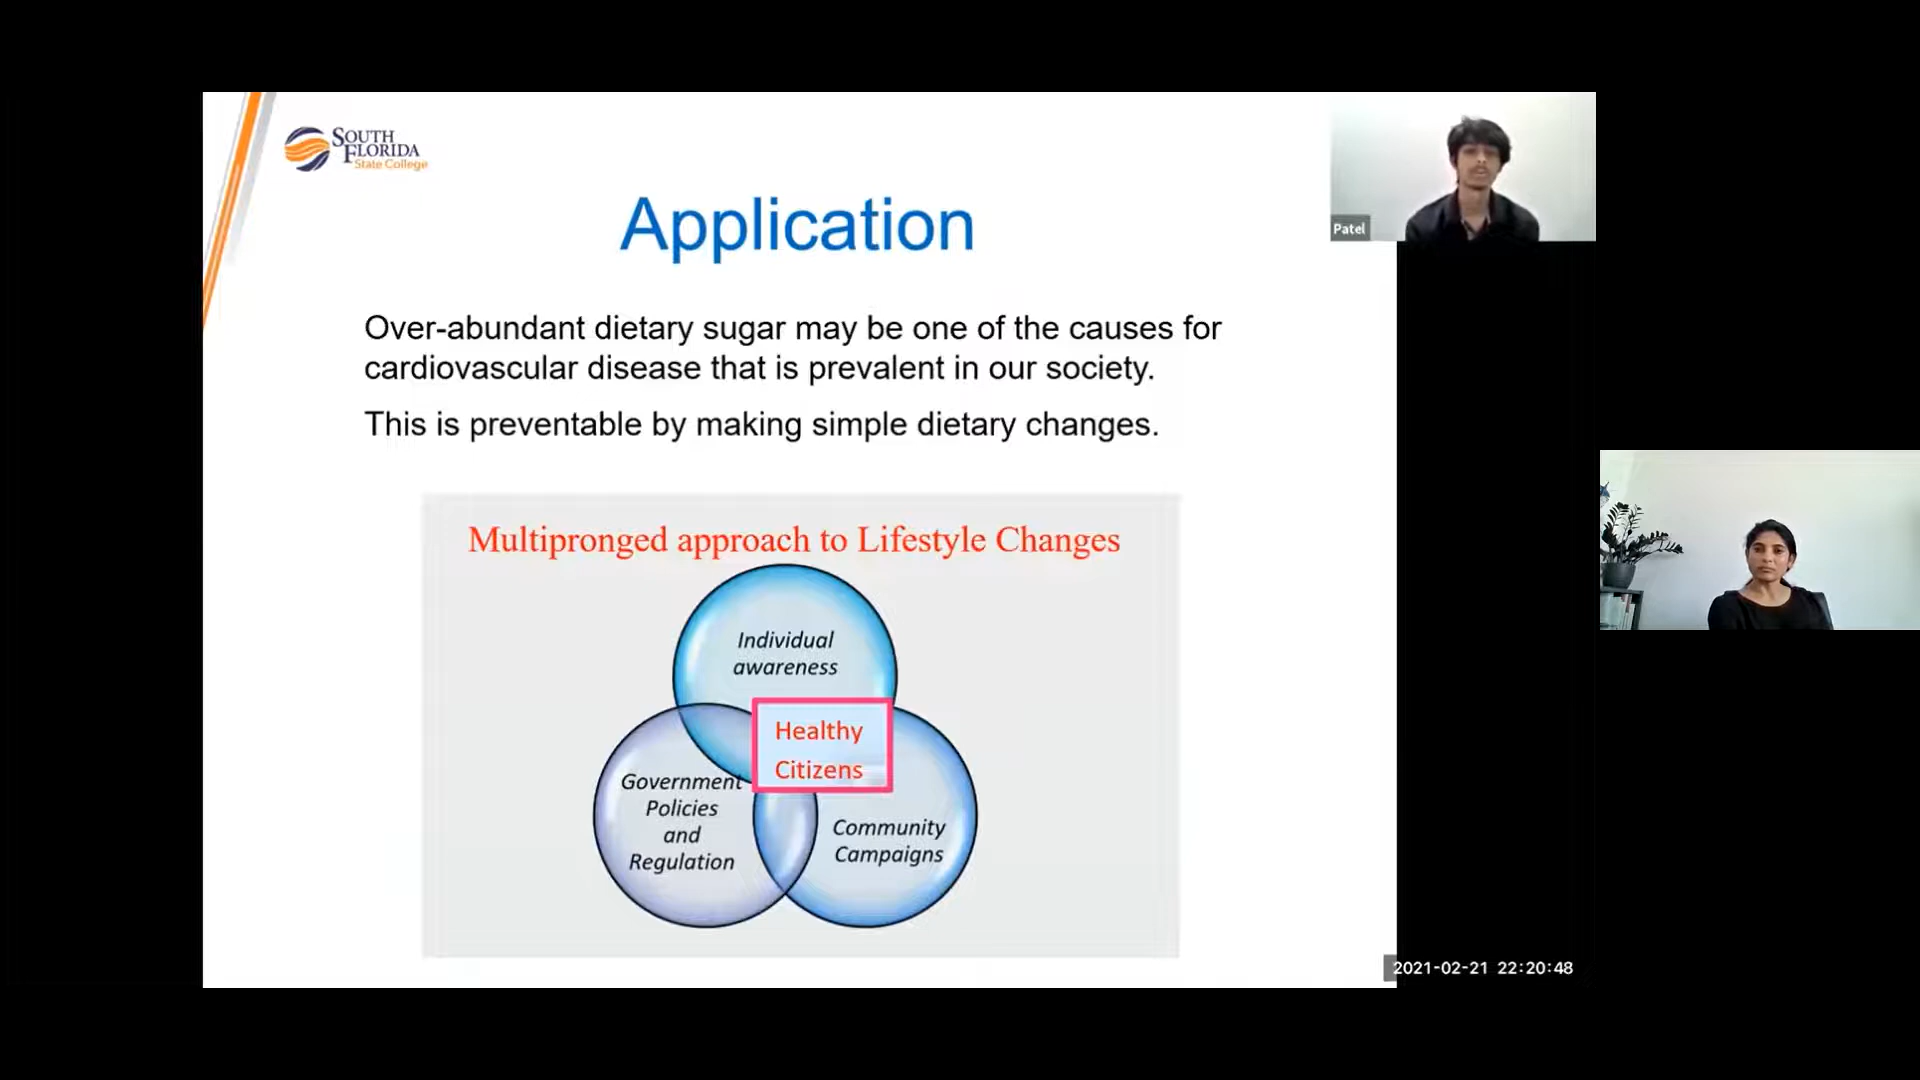 SOUTH
FLORIDA
State College
Application
Patel
Over-abundant dietary sugar may be one of the causes for
cardiovascular disease that is prevalent in our society.
This is preventable by making simple dietary changes.
Multipronged approach to Lifestyle Changes
Individual
awareness
Healthy
Citizens
Government
Policies
and
Regulation
Community
Campaigns
2021-02-21 22:20:48